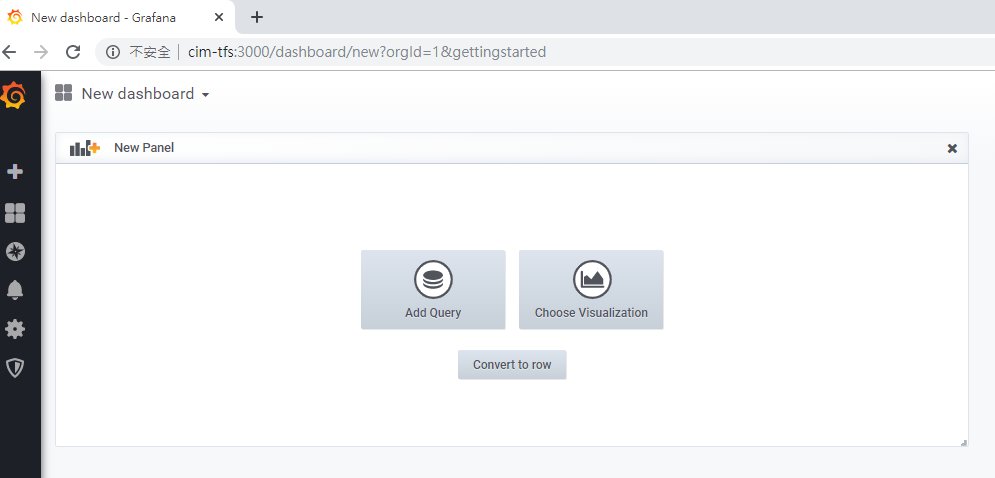 New dashboard - Grafana
不安全 cim-tfs:3000/dashboard/new?orgId=1&gettingstarted
New dashboard
New Panel
Add Query
Choose Visualization
Convert to row